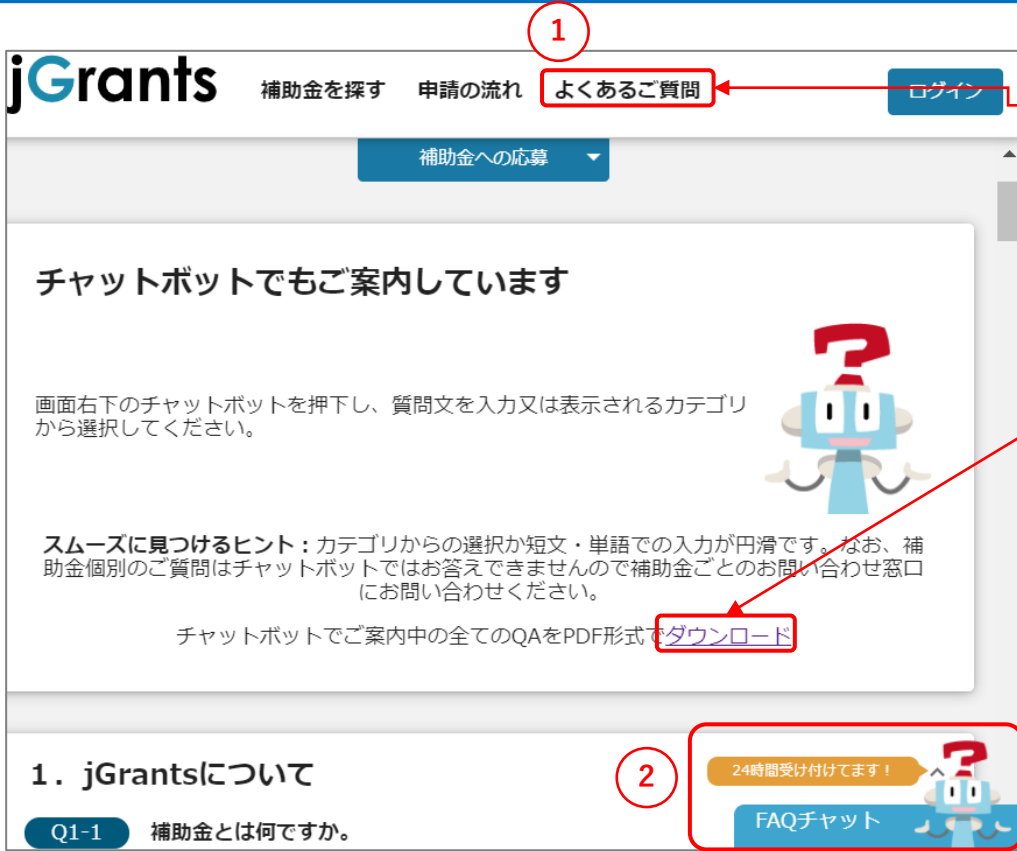 1
jGrants 補助金を探す 申請の流れ よくあるご質問 ログイン
補助金への応募
チャットボットでもご案内しています
画面右下のチャットボットを押下し、質問文を入力又は表示されるカテゴリ
から選択してください。
スムーズに見つけるヒント：カテゴリからの選択か短文・単語での入力が円滑です。なお、補
助金個別のご質問はチャットボットではお答えできませんので補助金ごとのお問い合わせ窓口
にお問い合わせください。
チャットボットでご案内中の全てのQAをPDF形式でダウンロード
1．jGrantsについて
2
24時間受け付けてます！
Q1-1 補助金とは何ですか。
FAQチャット